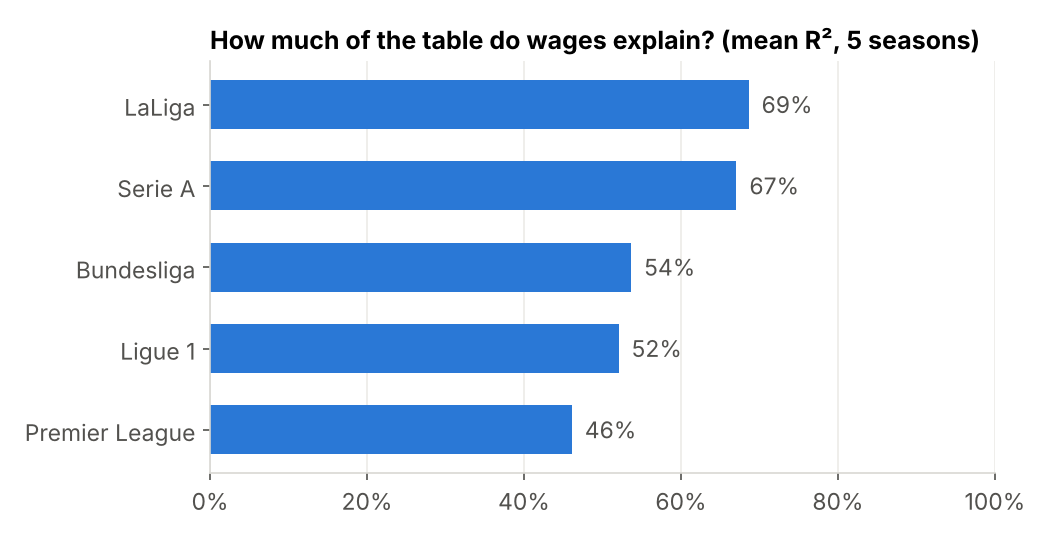 How much of the table do wages explain? (mean R², 5 seasons)
LaLiga 69%
Serie A 67%
Bundesliga 54%
Ligue 1 52%
Premier League 46%
0% 20% 40% 60% 80% 100%